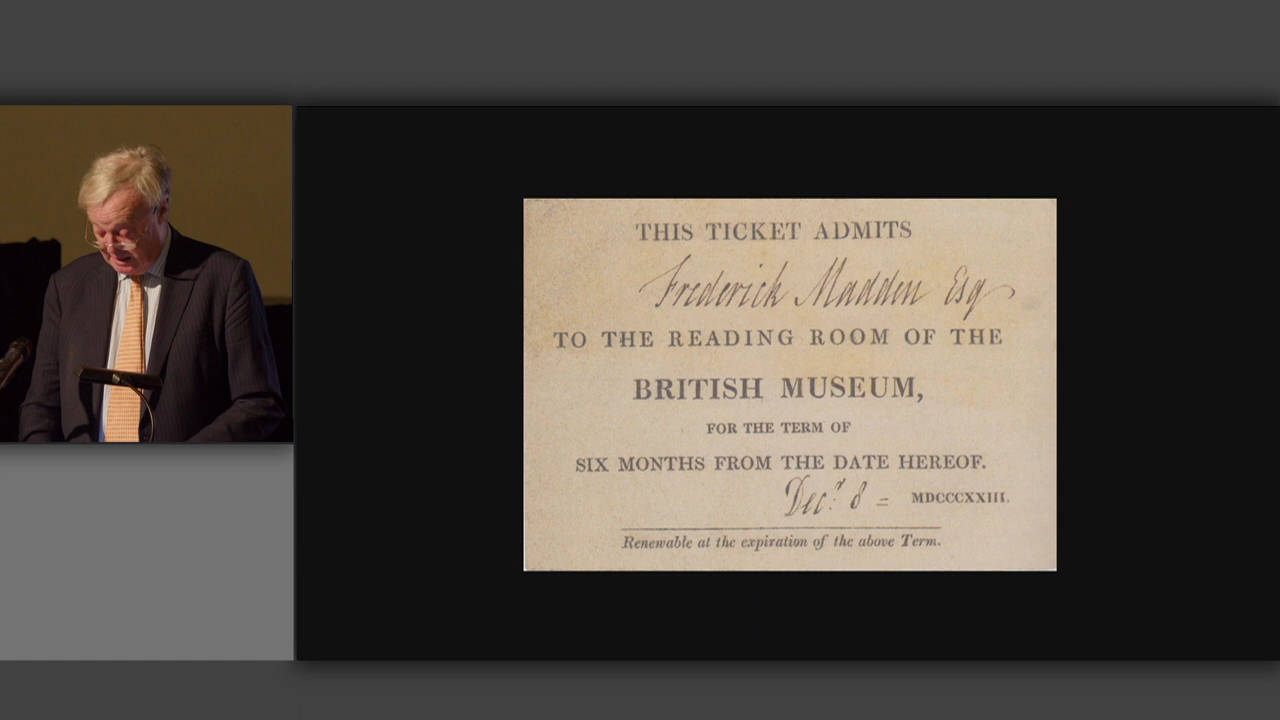 THIS TICKET ADMITS
Frederick Madden Esq
TO THE READING ROOM OF THE
BRITISH MUSEUM,
FOR THE TERM OF
SIX MONTHS FROM THE DATE HEREOF.
Decr. 8 = MDCCCXXIII.
Renewable at the expiration of the above Term.